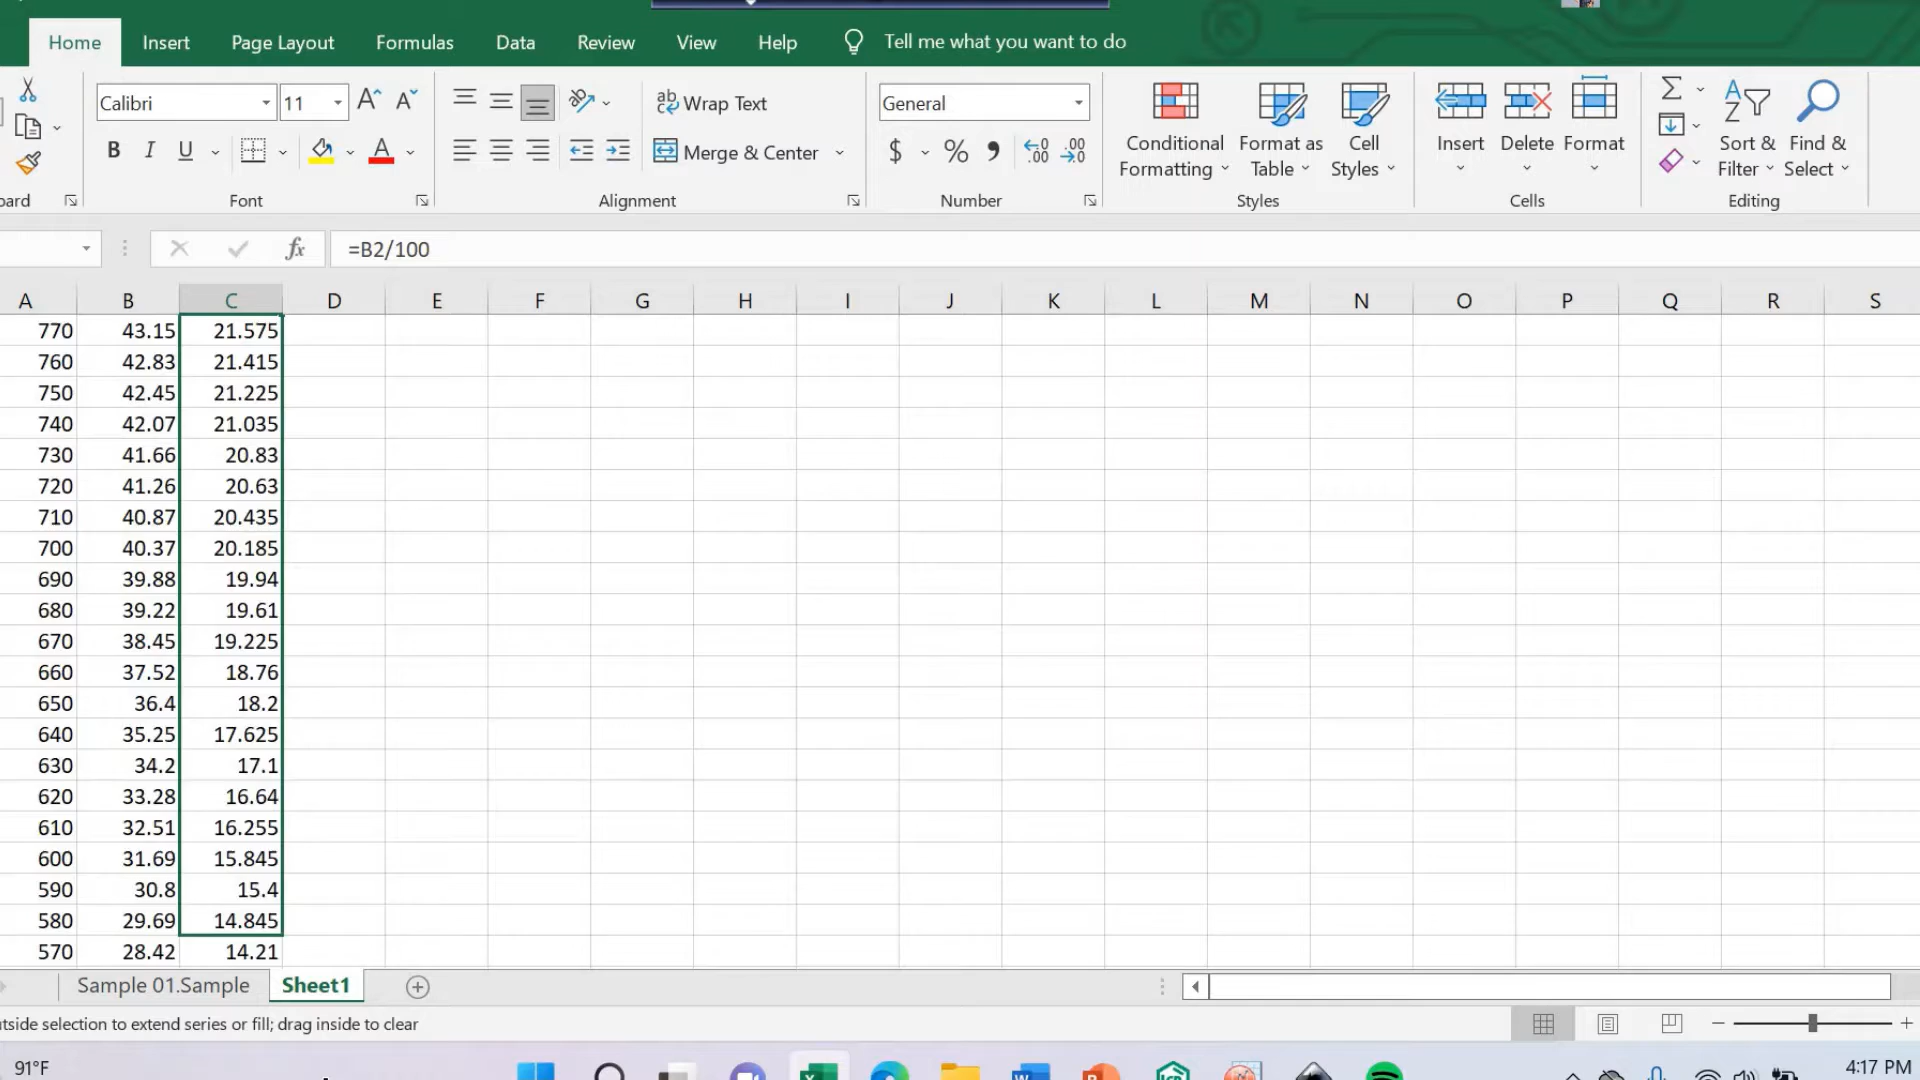 Home Insert Page Layout Formulas Data Review View Help Tell me what you want to do
Calibri 11 Wrap Text General
Conditional Format as Cell Insert Delete Format Sort & Find &
B I U A Merge & Center $ % Formatting Table Styles Filter Select
Font Alignment Number Styles Cells Editing
fx =B2/100
A B C D E F G H I J K L M N O P Q R S
770 43.15 21.575
760 42.83 21.415
750 42.45 21.225
740 42.07 21.035
730 41.66 20.83
720 41.26 20.63
710 40.87 20.435
700 40.37 20.185
690 39.88 19.94
680 39.22 19.61
670 38.45 19.225
660 37.52 18.76
650 36.4 18.2
640 35.25 17.625
630 34.2 17.1
620 33.28 16.64
610 32.51 16.255
600 31.69 15.845
590 30.8 15.4
580 29.69 14.845
570 28.42 14.21
Sample 01.Sample Sheet1
tside selection to extend series or fill; drag inside to clear
91°F 4:17 PM